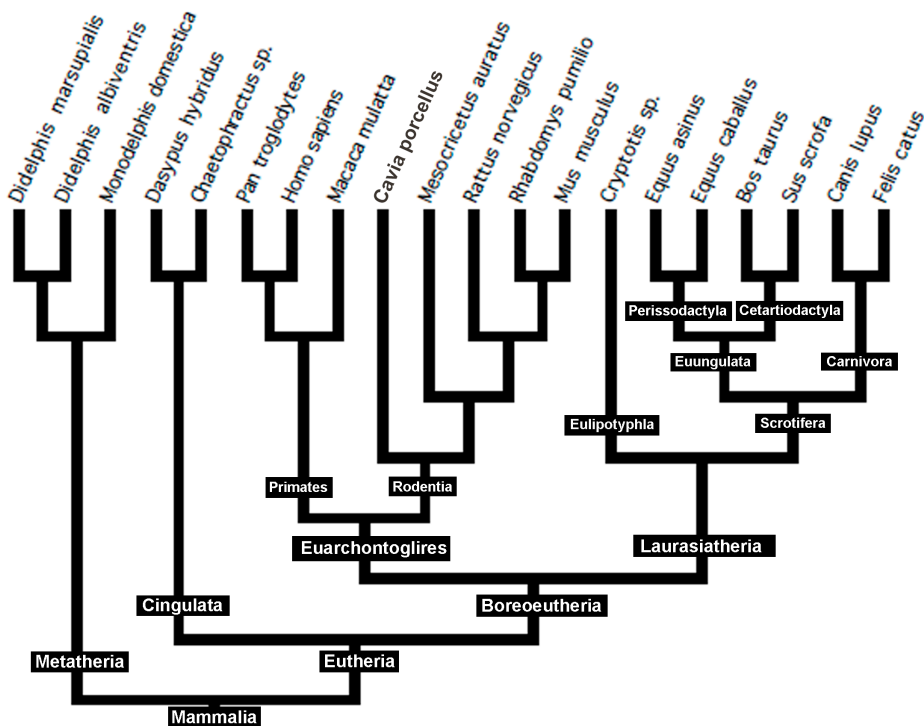 Didelphis marsupialis
Didelphis albiventris
Monodelphis domestica
Dasypus hybridus
Chaetophractus sp.
Pan troglodytes
Homo sapiens
Macaca mulatta
Cavia porcellus
Mesocricetus auratus
Rattus norvegicus
Rhabdomys pumilio
Mus musculus
Cryptotis sp.
Equus asinus
Equus caballus
Bos taurus
Sus scrofa
Canis lupus
Felis catus
Perissodactyla
Cetartiodactyla
Euungulata
Carnivora
Eulipotyphla
Scrotifera
Primates
Rodentia
Euarchontoglires
Laurasiatheria
Cingulata
Boreoeutheria
Metatheria
Eutheria
Mammalia